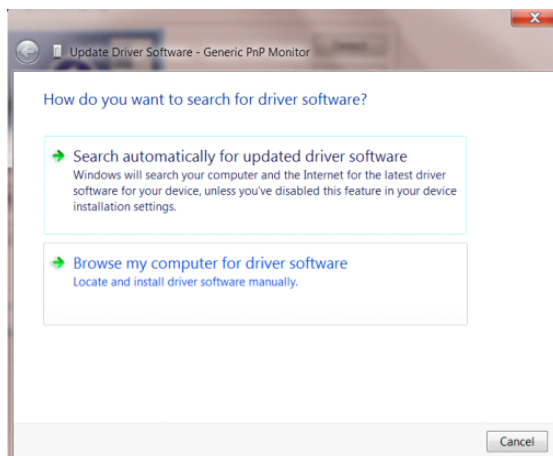 Update Driver Software - Generic PnP Monitor
How do you want to search for driver software?
Search automatically for updated driver software
Windows will search your computer and the Internet for the latest driver
software for your device, unless you've disabled this feature in your device
installation settings.
Browse my computer for driver software
Locate and install driver software manually.
Cancel